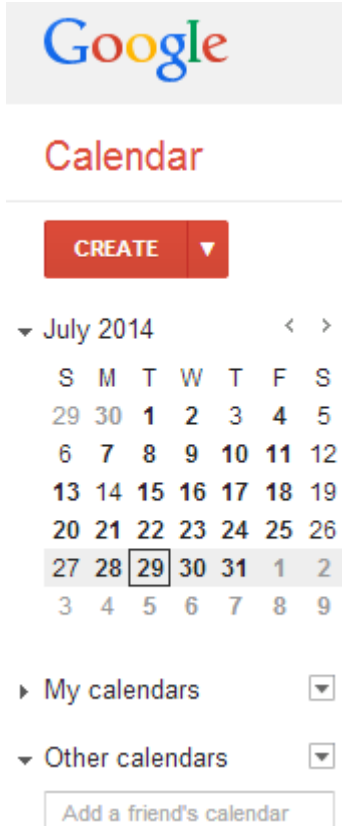 Google
Calendar
CREATE
July 2014
S M T W T F S
29 30 1 2 3 4 5
6 7 8 9 10 11 12
13 14 15 16 17 18 19
20 21 22 23 24 25 26
27 28 29 30 31 1 2
3 4 5 6 7 8 9
My calendars
Other calendars
Add a friend's calendar